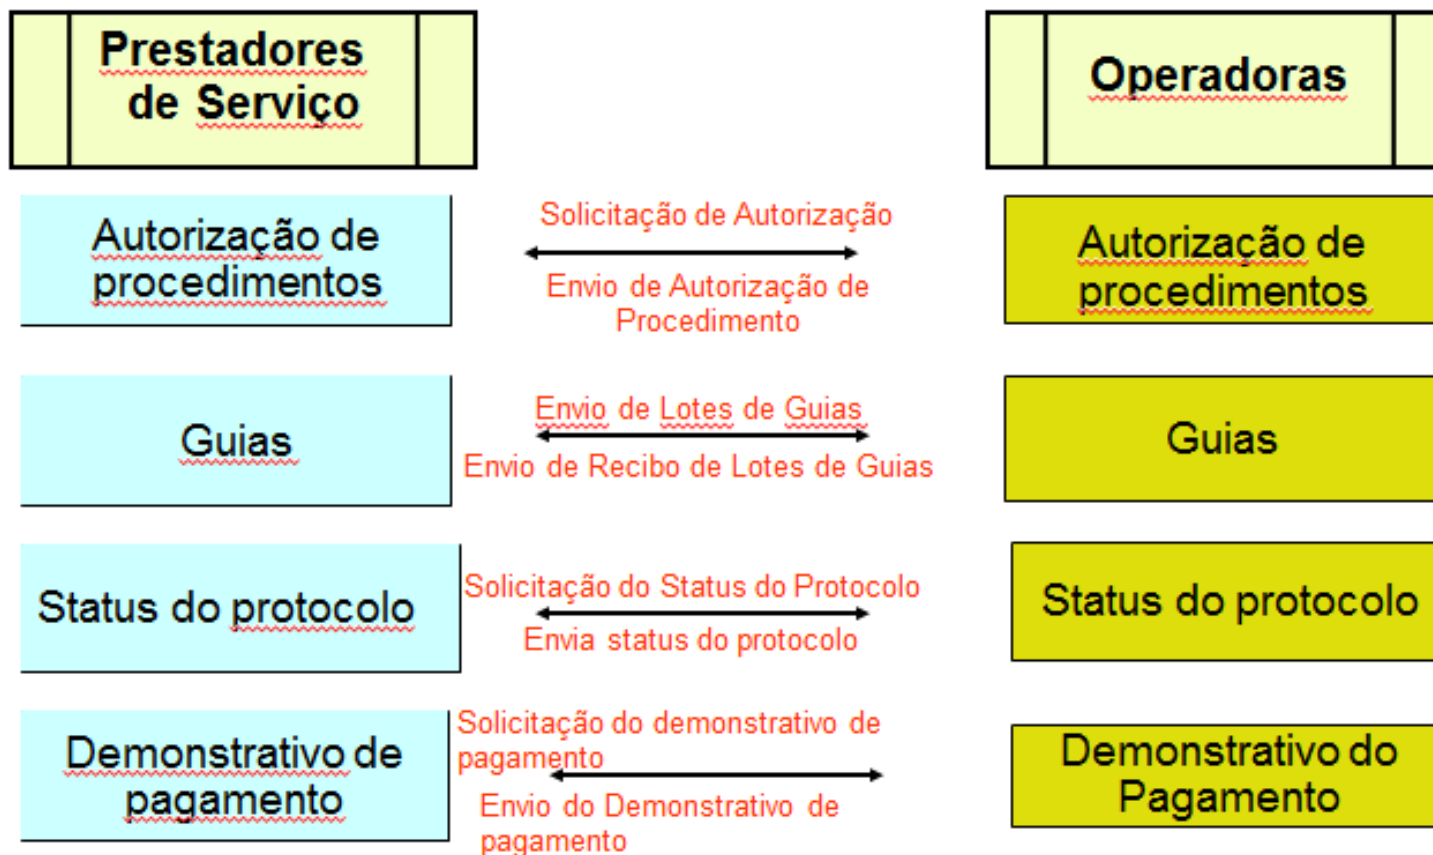 Prestadores
de Serviço
Operadoras
Autorização de
procedimentos
Solicitação de Autorização
Envio de Autorização de
Procedimento
Autorização de
procedimentos
Guias
Envio de Lotes de Guias
Envio de Recibo de Lotes de Guias
Guias
Status do protocolo
Solicitação do Status do Protocolo
Envia status do protocolo
Status do protocolo
Demonstrativo de
pagamento
Solicitação do demonstrativo de
pagamento
Envio do Demonstrativo de
pagamento
Demonstrativo do
Pagamento